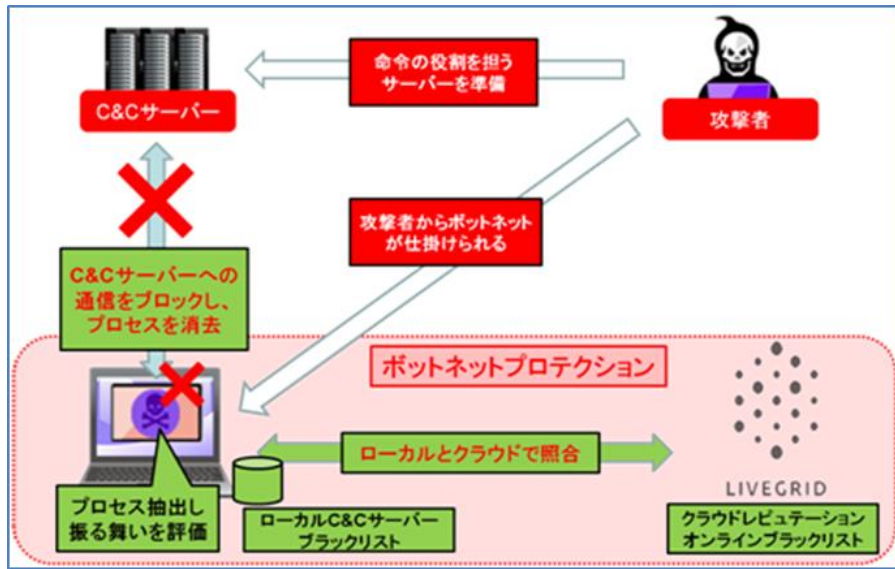 命令の役割を担う
サーバーを準備
C&Cサーバー
攻撃者
攻撃者からボットネット
が仕掛けられる
C&Cサーバーへの
通信をブロックし、
プロセスを消去
ボットネットプロテクション
ローカルとクラウドで照合
LIVEGRID
プロセス抽出し
振る舞いを評価
ローカルC&Cサーバー
ブラックリスト
クラウドレピュテーション
オンラインブラックリスト